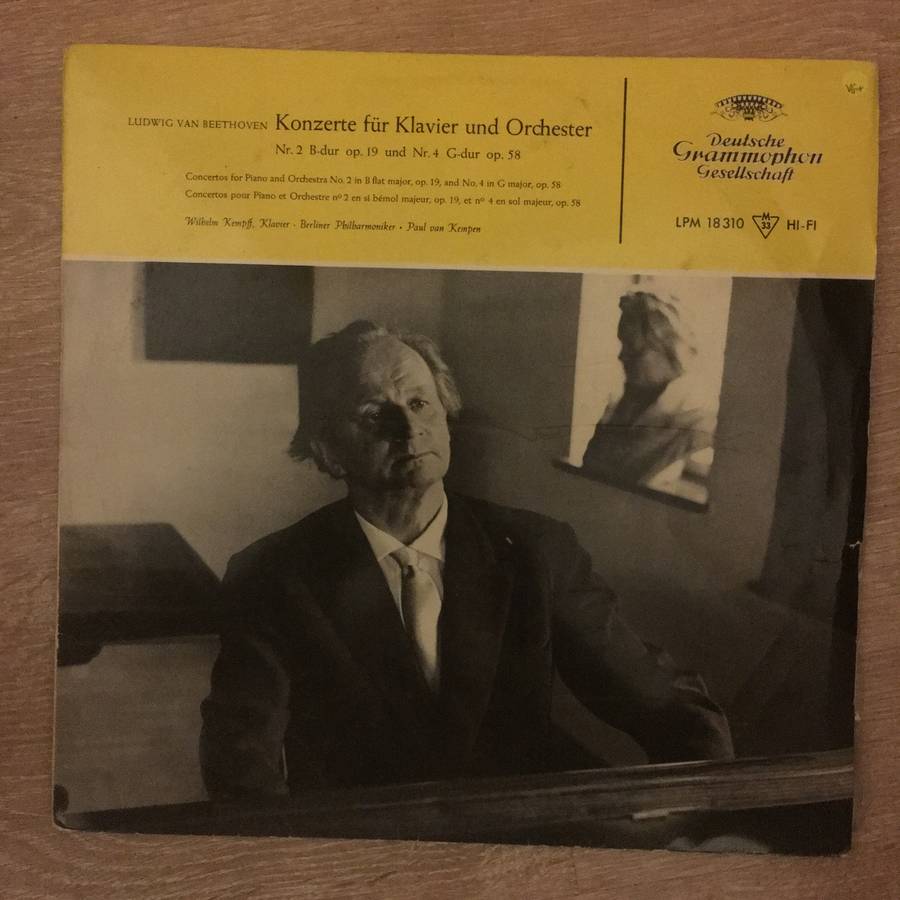 LUDWIG VAN BEETHOVEN Konzerte für Klavier und Orchester
Nr. 2 B-dur op. 19 und Nr. 4 G-dur op. 58
Concertos for Piano and Orchestra No. 2 in B flat major, op. 19, and No. 4 in G major, op. 58
Concertos pour Piano et Orchestre nº 2 en si bémol majeur, op. 19, et nº 4 en sol majeur, op. 58
Wilhelm Kempff, Klavier · Berliner Philharmoniker · Paul van Kempen
Deutsche
Grammophon
Gesellschaft
LPM 18310 M 33 HI-FI
VG+